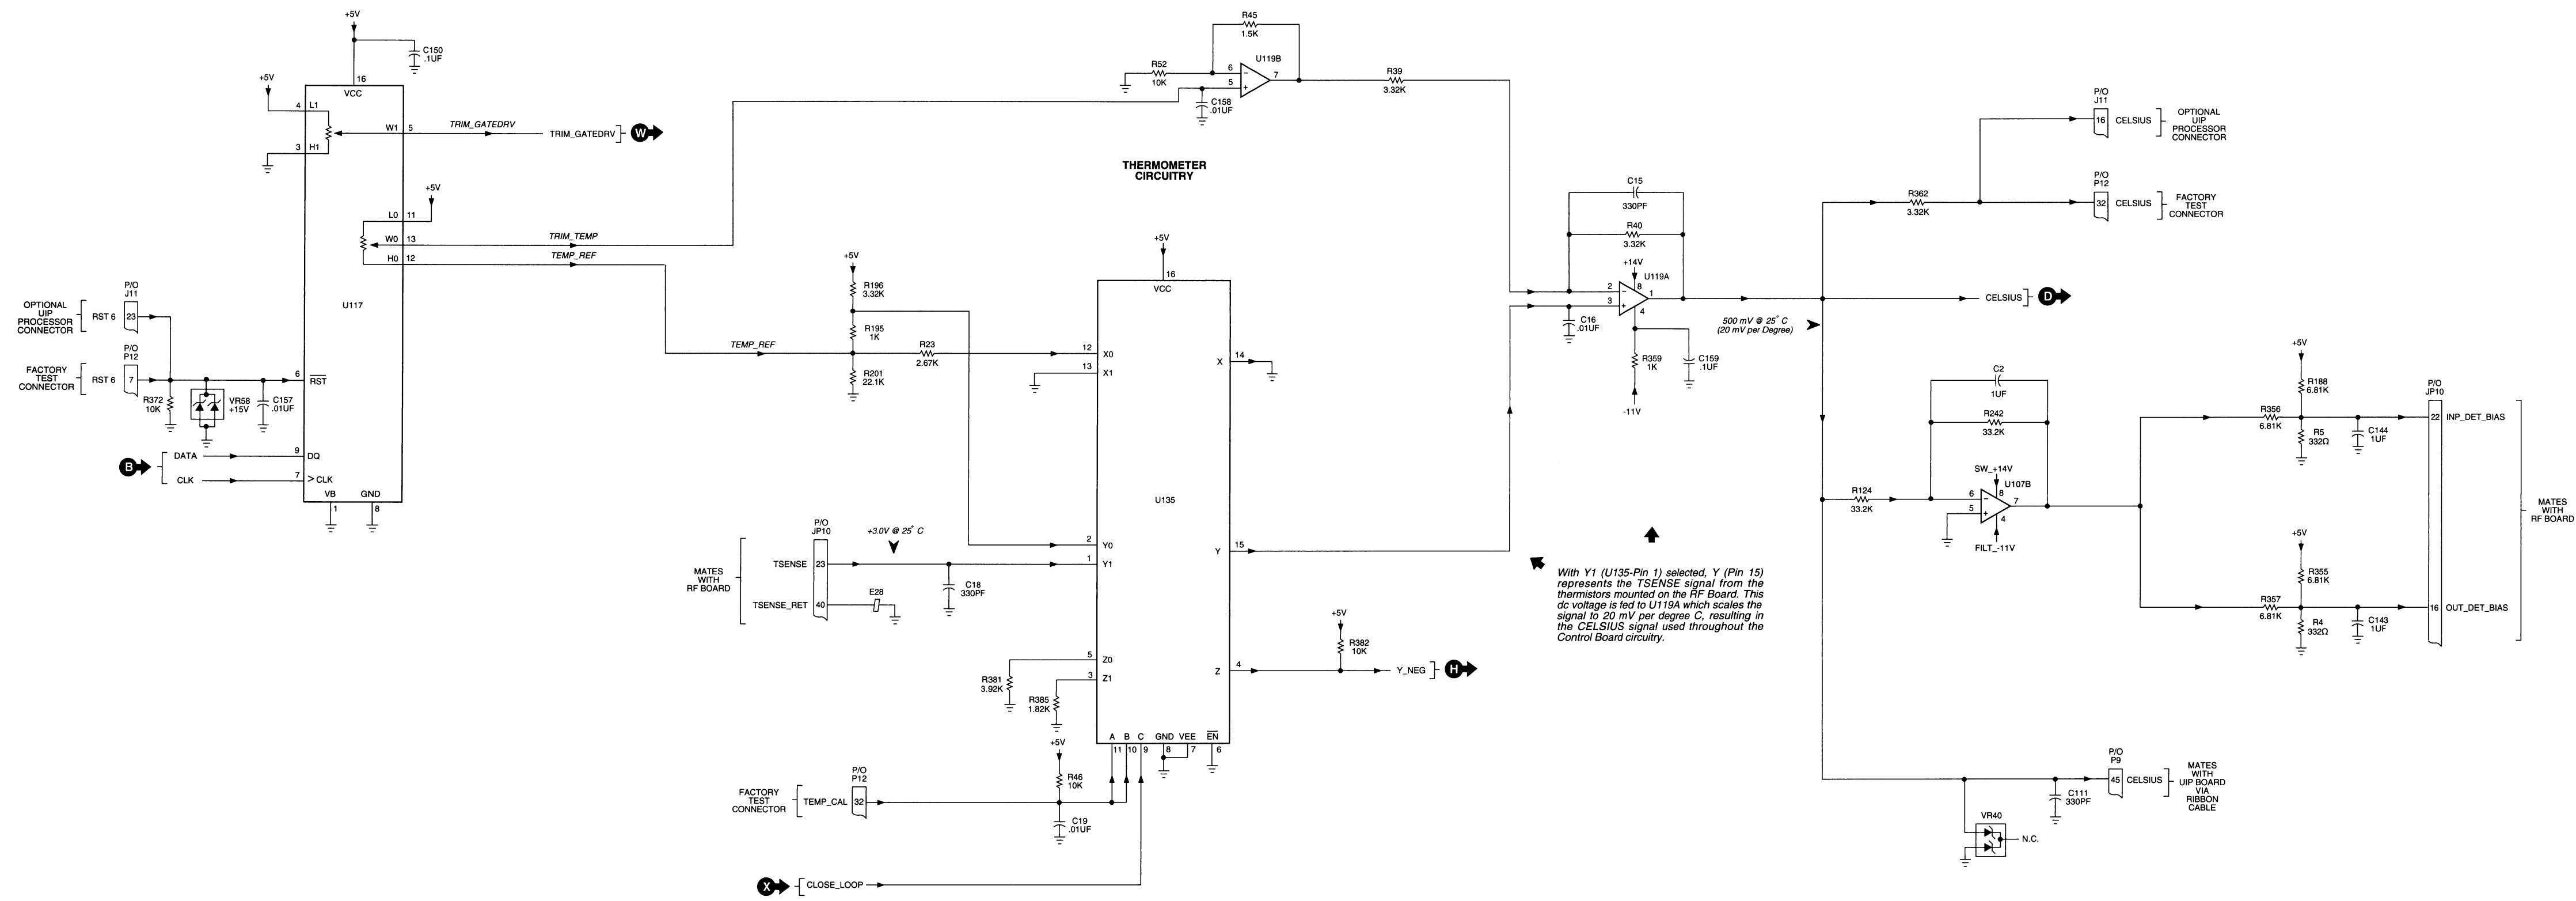 +5V
C150
.1UF
+5V
16
VCC
4
L1
W1
5
TRIM_GATEDRV
TRIM_GATEDRV
W
3
H1
+5V
L0
11
W0
13
TRIM_TEMP
H0
12
TEMP_REF
U117
OPTIONAL
UIP
PROCESSOR
CONNECTOR
RST 6
P/O
J11
23
FACTORY
TEST
CONNECTOR
RST 6
P/O
P12
7
6
RST
R372
10K
VR58
+15V
C157
.01UF
B
DATA
9
DQ
CLK
7
>CLK
VB
GND
1
8
R45
1.5K
R52
10K
U119B
6
–
7
5
+
C158
.01UF
R39
3.32K
THERMOMETER
CIRCUITRY
+5V
R196
3.32K
R195
1K
TEMP_REF
R23
2.67K
R201
22.1K
+5V
16
VCC
12
X0
13
X1
X
14
U135
2
Y0
1
Y1
Y
15
5
Z0
3
Z1
Z
4
A
B
C
GND
VEE
EN
11
10
9
8
7
6
MATES
WITH
RF BOARD
P/O
JP10
TSENSE
23
TSENSE_RET
40
+3.0V @ 25° C
C18
330PF
E28
R381
3.92K
R385
1.82K
+5V
R46
10K
FACTORY
TEST
CONNECTOR
P/O
P12
TEMP_CAL
32
C19
.01UF
X
CLOSE_LOOP
+5V
R382
10K
Y_NEG
H
C15
330PF
R40
3.32K
+14V
U119A
2
–
8
1
3
+
4
C16
.01UF
R359
1K
C159
.1UF
-11V
With Y1 (U135-Pin 1) selected, Y (Pin 15)
represents the TSENSE signal from the
thermistors mounted on the RF Board. This
dc voltage is fed to U119A which scales the
signal to 20 mV per degree C, resulting in
the CELSIUS signal used throughout the
Control Board circuitry.
500 mV @ 25° C
(20 mV per Degree)
R362
3.32K
P/O
J11
16
CELSIUS
OPTIONAL
UIP
PROCESSOR
CONNECTOR
P/O
P12
32
CELSIUS
FACTORY
TEST
CONNECTOR
CELSIUS
D
C2
1UF
R242
33.2K
SW_+14V
U107B
R124
33.2K
6
–
8
7
5
+
4
FILT_-11V
+5V
R188
6.81K
R356
6.81K
R5
332Ω
C144
1UF
P/O
JP10
22
INP_DET_BIAS
+5V
R355
6.81K
R357
6.81K
R4
332Ω
C143
1UF
16
OUT_DET_BIAS
MATES
WITH
RF BOARD
P/O
P9
45
CELSIUS
MATES
WITH
UIP BOARD
VIA
RIBBON
CABLE
C111
330PF
VR40
N.C.